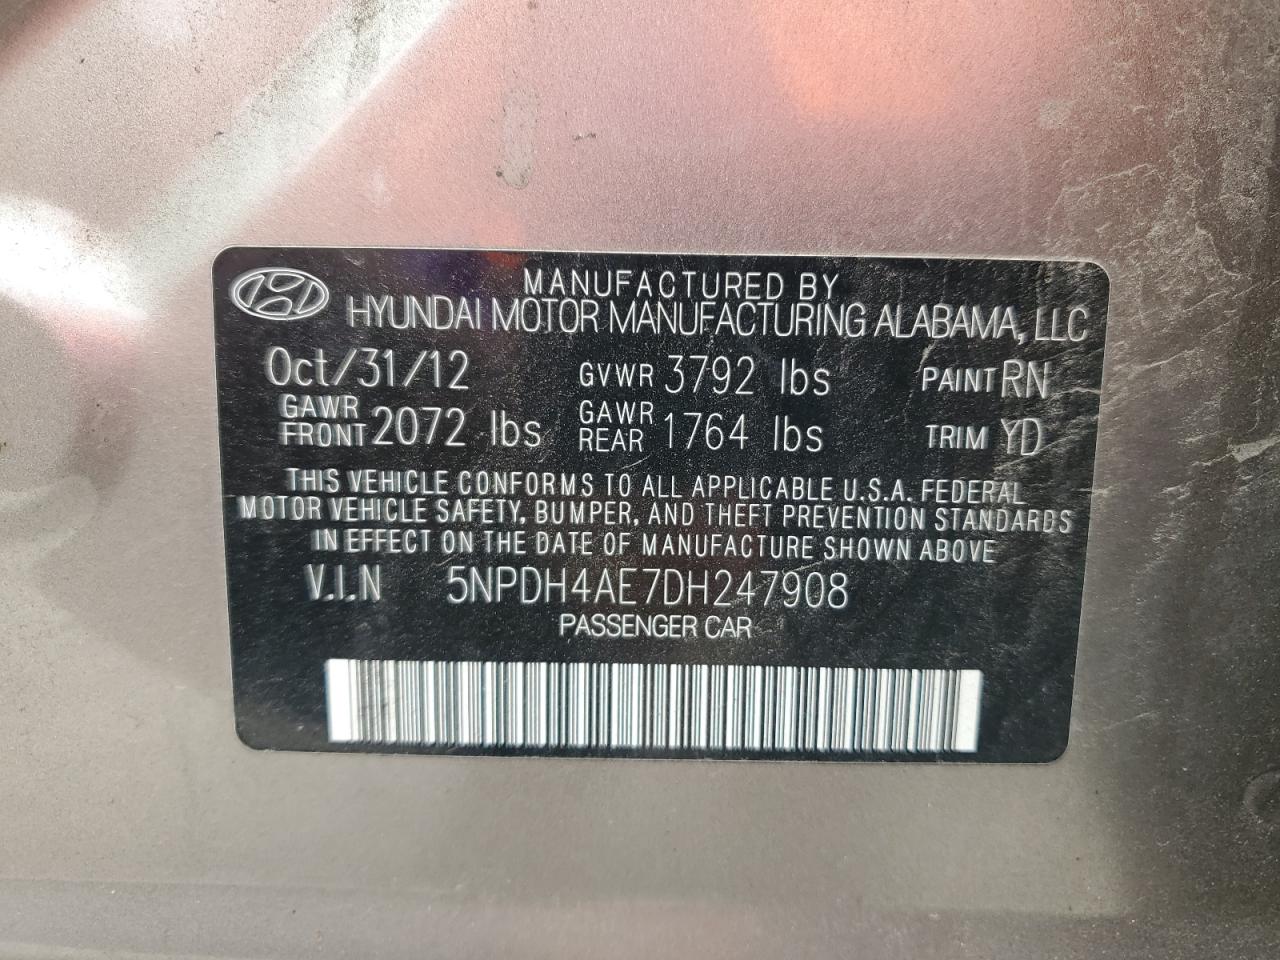 MANUFACTURED BY
HYUNDAI MOTOR MANUFACTURING ALABAMA, LLC
Oct/31/12 GVWR 3792 lbs PAINT RN
GAWR FRONT 2072 lbs GAWR REAR 1764 lbs TRIM YD
THIS VEHICLE CONFORMS TO ALL APPLICABLE U.S.A. FEDERAL
MOTOR VEHICLE SAFETY, BUMPER, AND THEFT PREVENTION STANDARDS
IN EFFECT ON THE DATE OF MANUFACTURE SHOWN ABOVE
V.I.N 5NPDH4AE7DH247908
PASSENGER CAR